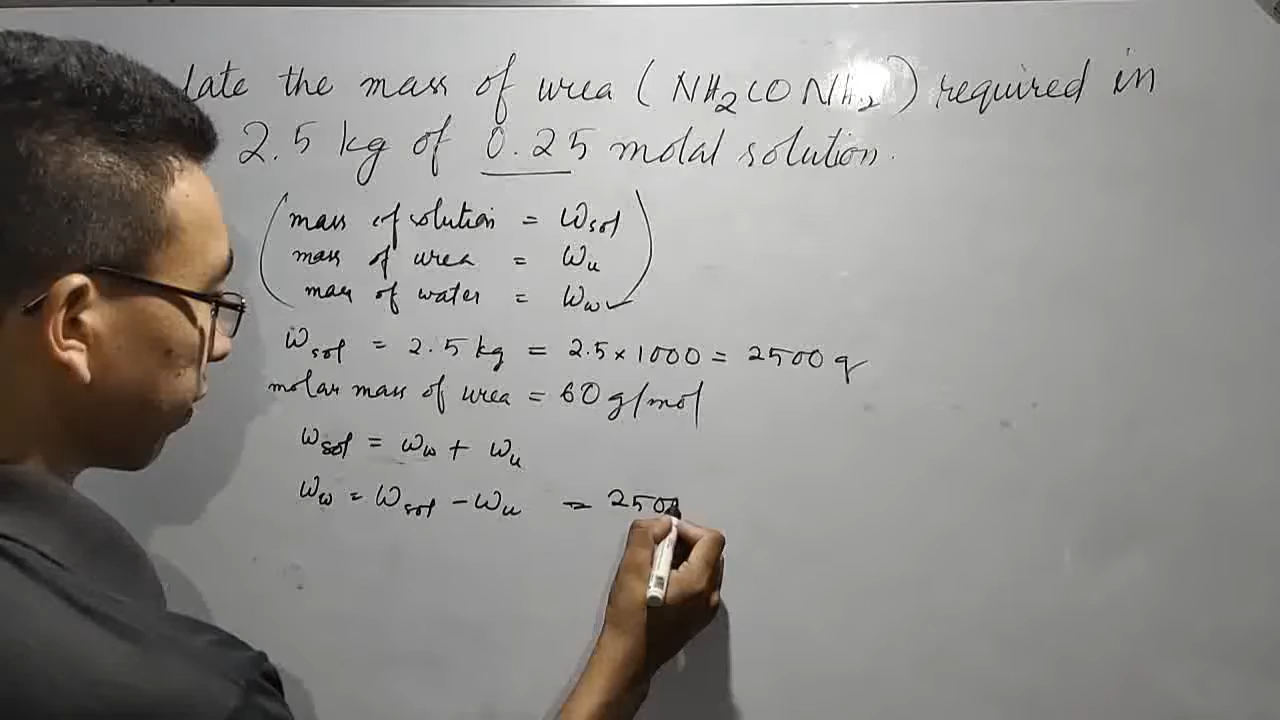 late the mass of urea ( NH₂CONH₂ ) required in
2.5 kg of 0.25 molal solution.
mass of solution = Wsol
mass of urea = Wu
mass of water = Ww
Wsol = 2.5 kg = 2.5 × 1000 = 2500 g
molar mass of urea = 60 g/mol
Wsol = Ww + Wu
Ww = Wsol - Wu = 2500